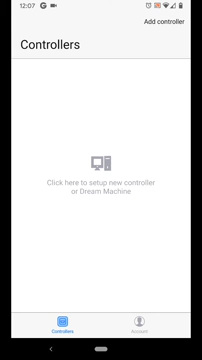 12:07
Add controller
Controllers
Click here to setup new controller
or Dream Machine
Controllers
Account